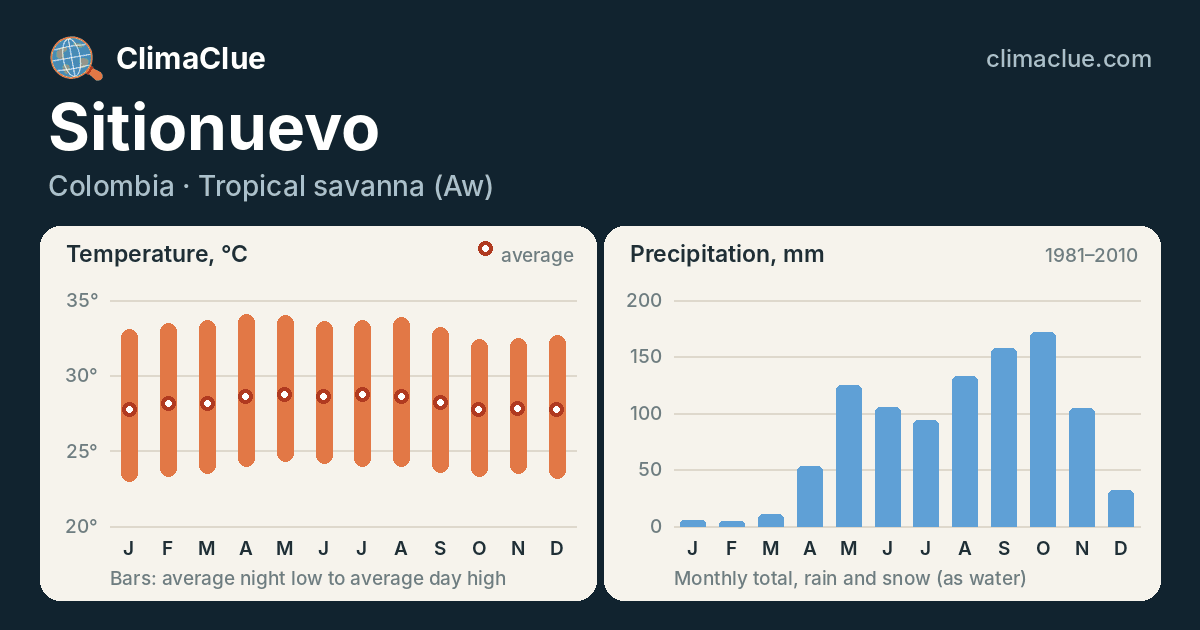 ClimaClue
climaclue.com
Sitionuevo
Colombia · Tropical savanna (Aw)
Temperature, °C
average
35°
30°
25°
20°
J F M A M J J A S O N D
Bars: average night low to average day high
Precipitation, mm
1981–2010
200
150
100
50
0
J F M A M J J A S O N D
Monthly total, rain and snow (as water)